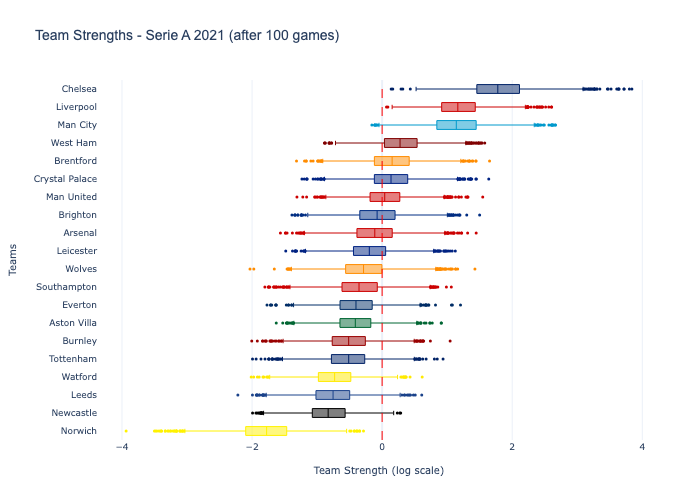 Team Strengths - Serie A 2021 (after 100 games)
Chelsea
Liverpool
Man City
West Ham
Brentford
Crystal Palace
Man United
Brighton
Arsenal
Leicester
Wolves
Southampton
Everton
Aston Villa
Burnley
Tottenham
Watford
Leeds
Newcastle
Norwich
Teams
−4 −2 0 2 4
Team Strength (log scale)